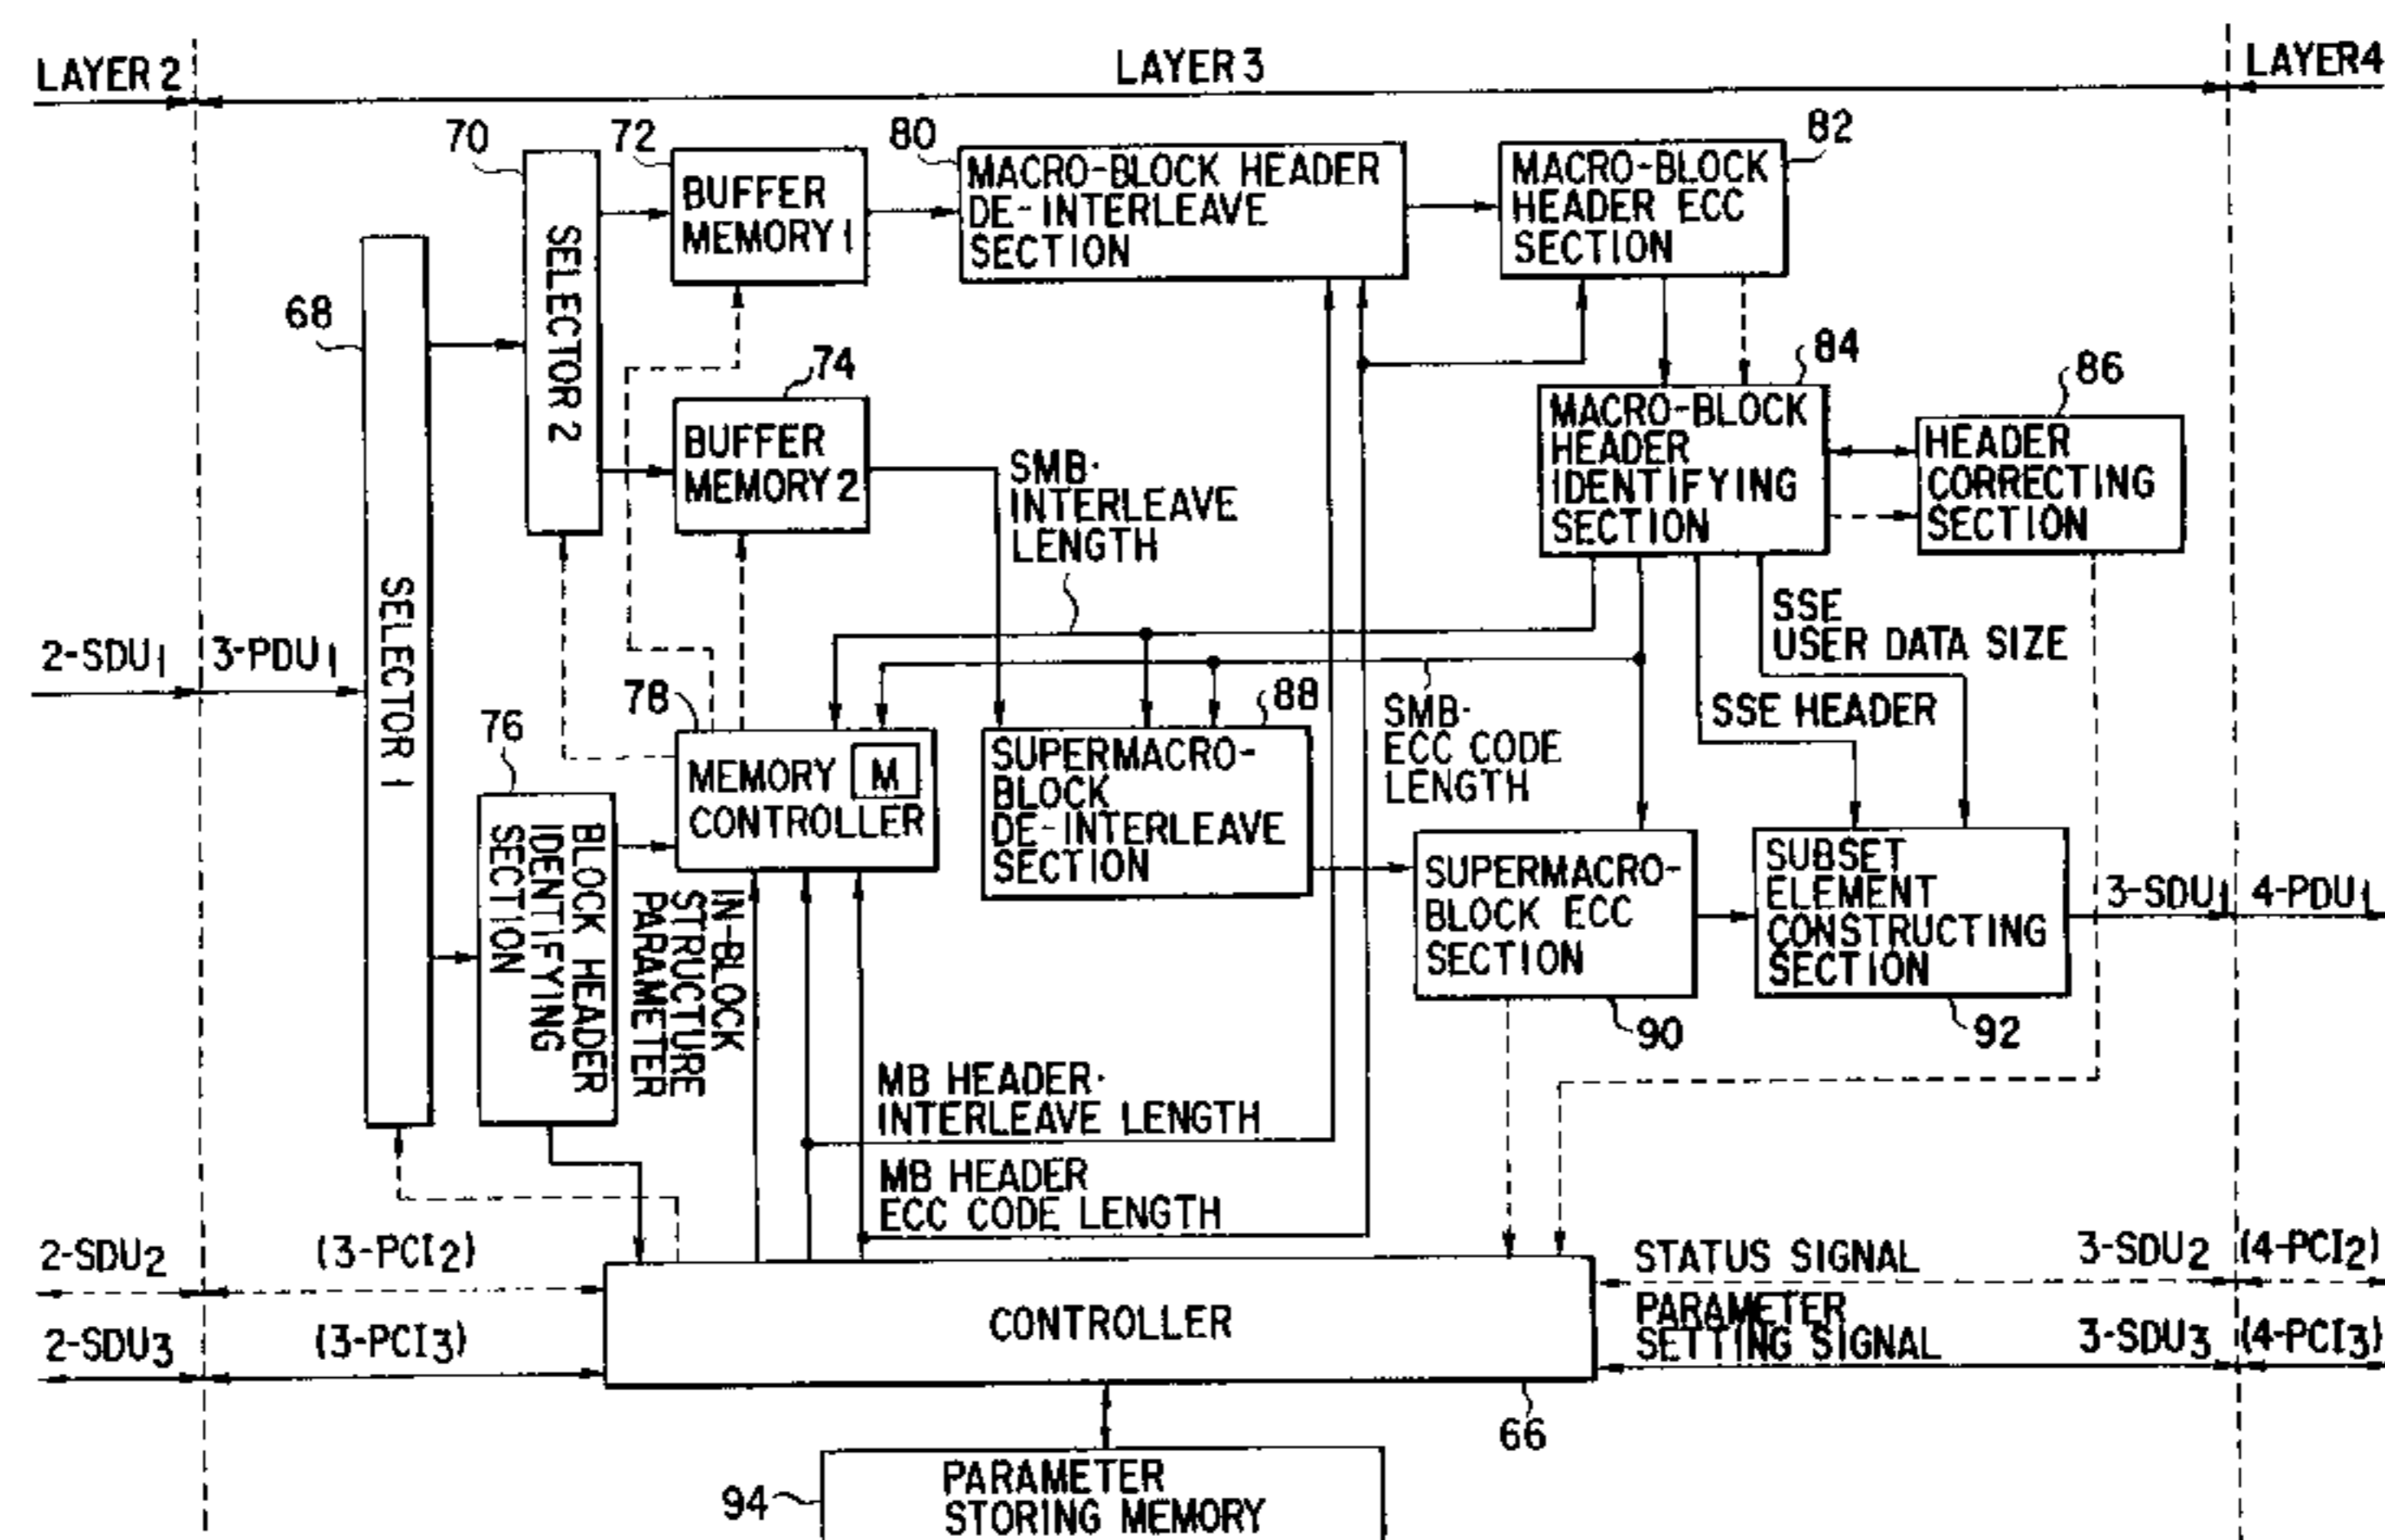 LAYER 2
LAYER 3
LAYER4
70
72
80
82
68
SELECTOR 2
BUFFER
MEMORY 1
MACRO-BLOCK HEADER
DE-INTERLEAVE
SECTION
MACRO-BLOCK
HEADER ECC
SECTION
74
BUFFER
MEMORY 2
SMB·
INTERLEAVE
LENGTH
84
MACRO-BLOCK
HEADER
IDENTIFYING
SECTION
86
HEADER
CORRECTING
SECTION
SELECTOR 1
2-SDU1
3-PDU1
SSE
USER DATA SIZE
SSE HEADER
76
BLOCK HEADER
IDENTIFYING
SECTION
78
MEMORY
CONTROLLER
M
88
SUPERMACRO-
BLOCK
DE-INTERLEAVE
SECTION
SMB·
ECC CODE
LENGTH
IN-BLOCK
STRUCTURE
PARAMETER
SUPERMACRO-
BLOCK ECC
SECTION
90
SUBSET
ELEMENT
CONSTRUCTING
SECTION
92
3-SDU1
4-PDU1
MB HEADER·
INTERLEAVE LENGTH
MB HEADER
ECC CODE LENGTH
2-SDU2
(3-PCI2)
STATUS SIGNAL
3-SDU2
(4-PCI2)
CONTROLLER
2-SDU3
(3-PCI3)
PARAMETER
SETTING SIGNAL
3-SDU3
(4-PCI3)
66
94
PARAMETER
STORING MEMORY